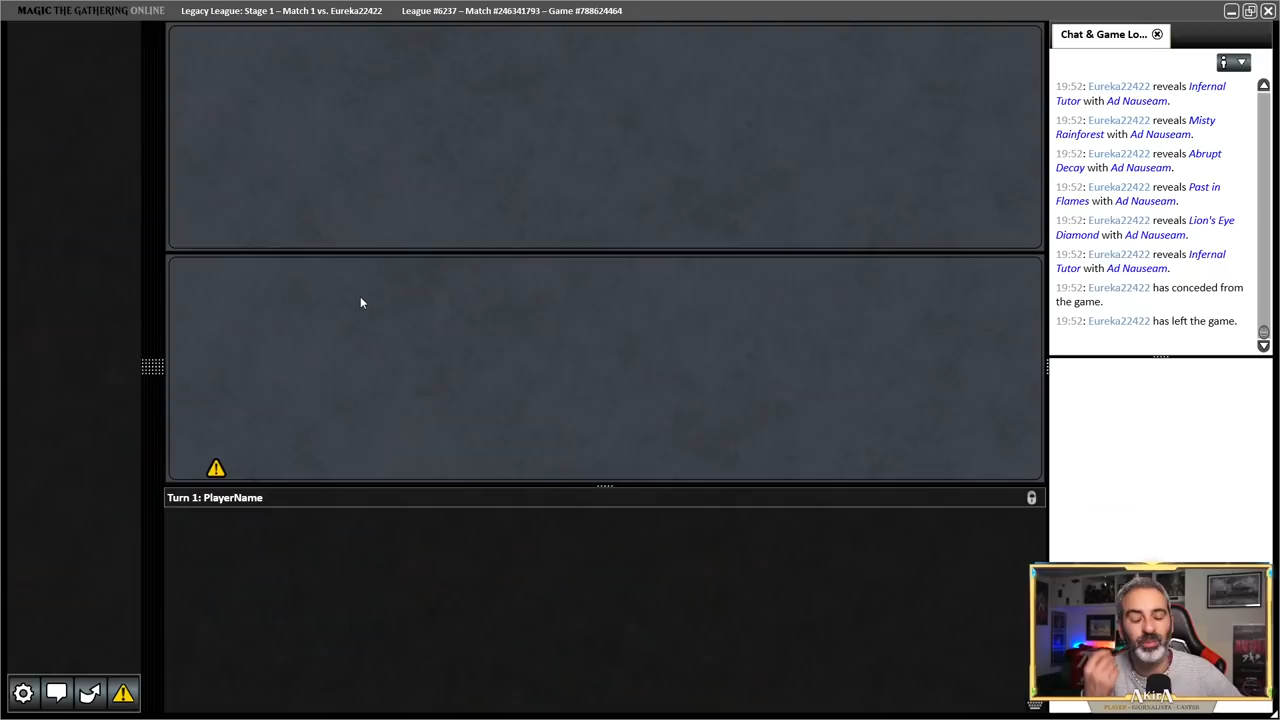 MAGIC THE GATHERING ONLINE
Legacy League: Stage 1 – Match 1 vs. Eureka22422
League #6237 – Match #246341793 – Game #788624464
Chat & Game Lo...
19:52: Eureka22422 reveals Infernal
Tutor with Ad Nauseam.
19:52: Eureka22422 reveals Misty
Rainforest with Ad Nauseam.
19:52: Eureka22422 reveals Abrupt
Decay with Ad Nauseam.
19:52: Eureka22422 reveals Past in
Flames with Ad Nauseam.
19:52: Eureka22422 reveals Lion's Eye
Diamond with Ad Nauseam.
19:52: Eureka22422 reveals Infernal
Tutor with Ad Nauseam.
19:52: Eureka22422 has conceded from
the game.
19:52: Eureka22422 has left the game.
Turn 1: PlayerName
AKirA
PLAYER - GIORNALISTA - CASTER